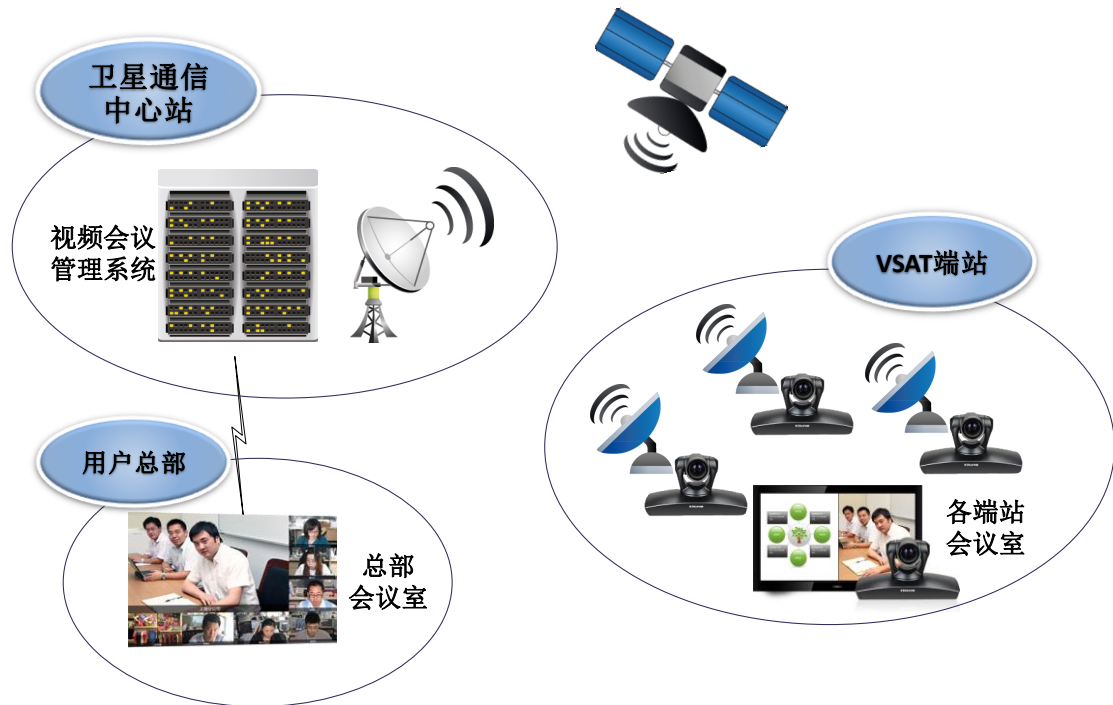 卫星通信
中心站
视频会议
管理系统
VSAT端站
用户总部
总部
会议室
各端站
会议室